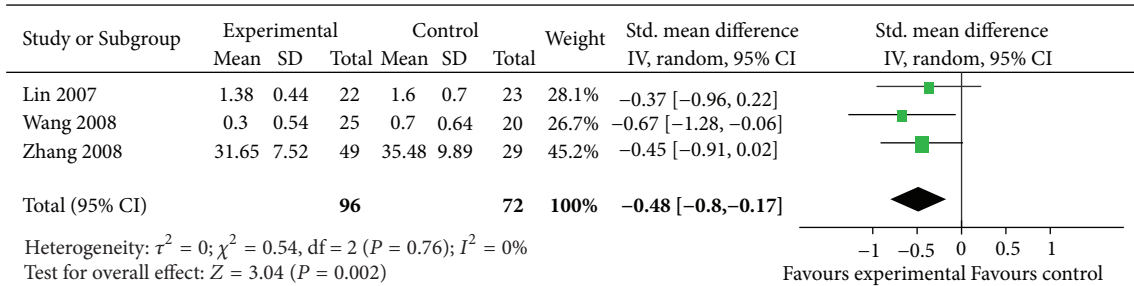 Study or Subgroup Experimental Control Weight Std. mean difference Std. mean difference
Mean SD Total Mean SD Total IV, random, 95% CI IV, random, 95% CI
Lin 2007 1.38 0.44 22 1.6 0.7 23 28.1% −0.37 [−0.96, 0.22]
Wang 2008 0.3 0.54 25 0.7 0.64 20 26.7% −0.67 [−1.28, −0.06]
Zhang 2008 31.65 7.52 49 35.48 9.89 29 45.2% −0.45 [−0.91, 0.02]
Total (95% CI) 96 72 100% −0.48 [−0.8,−0.17]
Heterogeneity: τ² = 0; χ² = 0.54, df = 2 (P = 0.76); I² = 0%
Test for overall effect: Z = 3.04 (P = 0.002)
−1 −0.5 0 0.5 1
Favours experimental Favours control